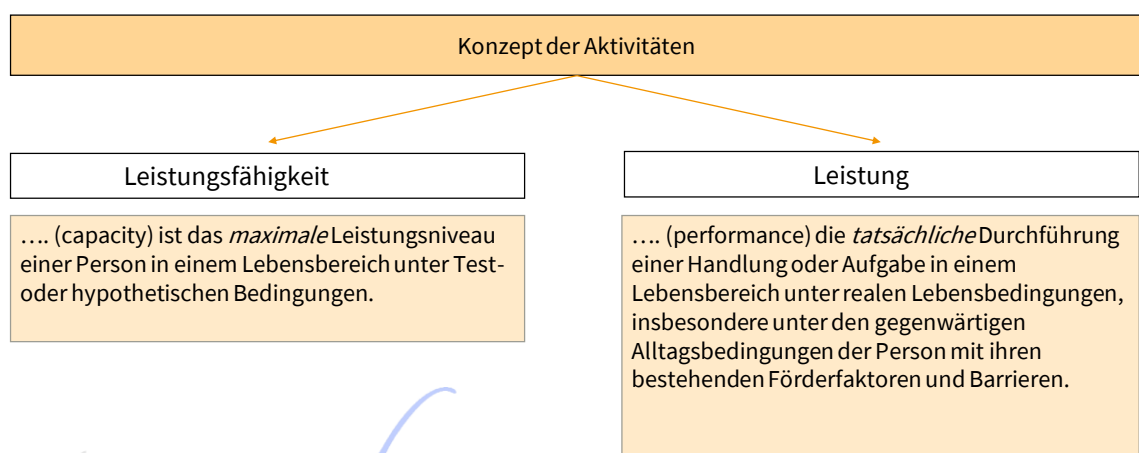 Konzept der Aktivitäten
Leistungsfähigkeit
…. (capacity) ist das maximale Leistungsniveau
einer Person in einem Lebensbereich unter Test-
oder hypothetischen Bedingungen.
Leistung
…. (performance) die tatsächliche Durchführung
einer Handlung oder Aufgabe in einem
Lebensbereich unter realen Lebensbedingungen,
insbesondere unter den gegenwärtigen
Alltagsbedingungen der Person mit ihren
bestehenden Förderfaktoren und Barrieren.